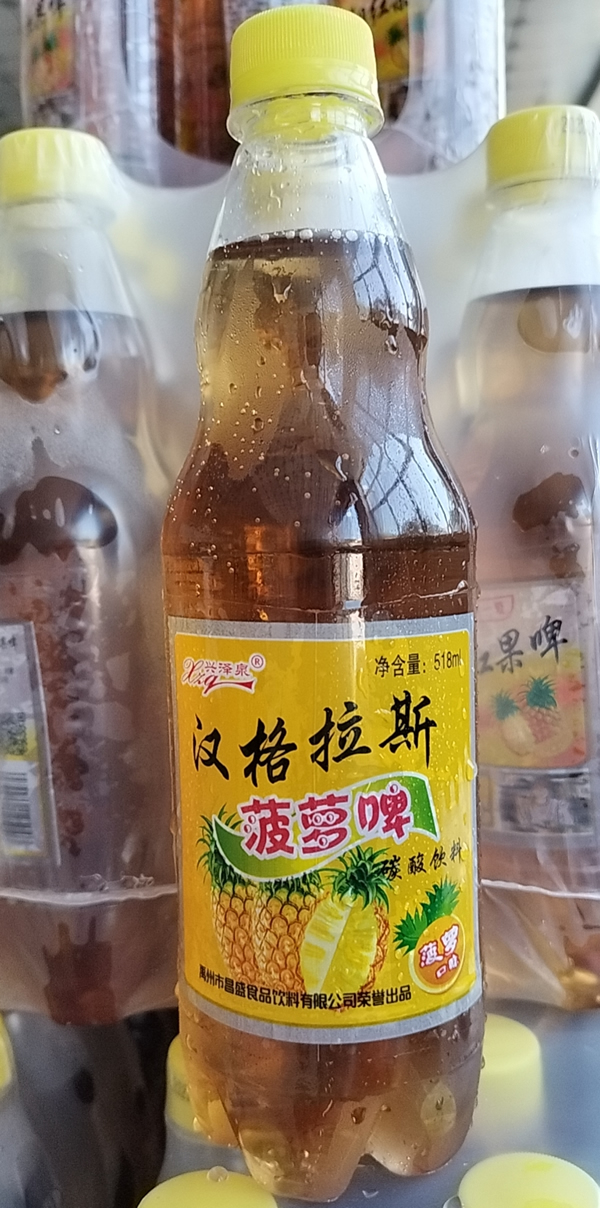 兴泽泉®
Xzq
净含量：518ml
汉格拉斯
菠萝啤
碳酸饮料
菠萝
口味
禹州市昌盛食品饮料有限公司荣誉出品
果啤